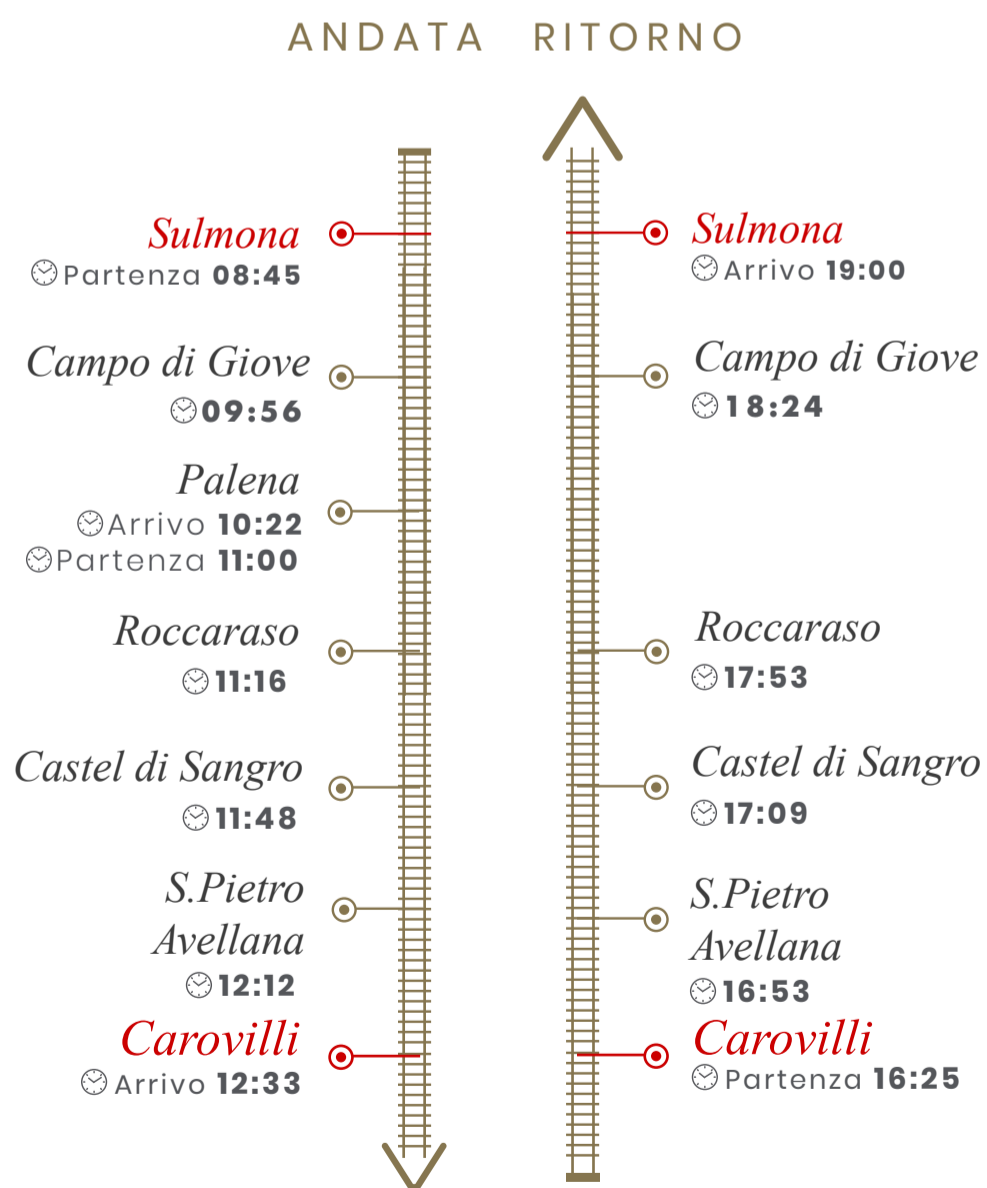 ANDATA RITORNO
Sulmona
Partenza 08:45
Campo di Giove
09:56
Palena
Arrivo 10:22
Partenza 11:00
Roccaraso
11:16
Castel di Sangro
11:48
S.Pietro
Avellana
12:12
Carovilli
Arrivo 12:33
Sulmona
Arrivo 19:00
Campo di Giove
18:24
Roccaraso
17:53
Castel di Sangro
17:09
S.Pietro
Avellana
16:53
Carovilli
Partenza 16:25